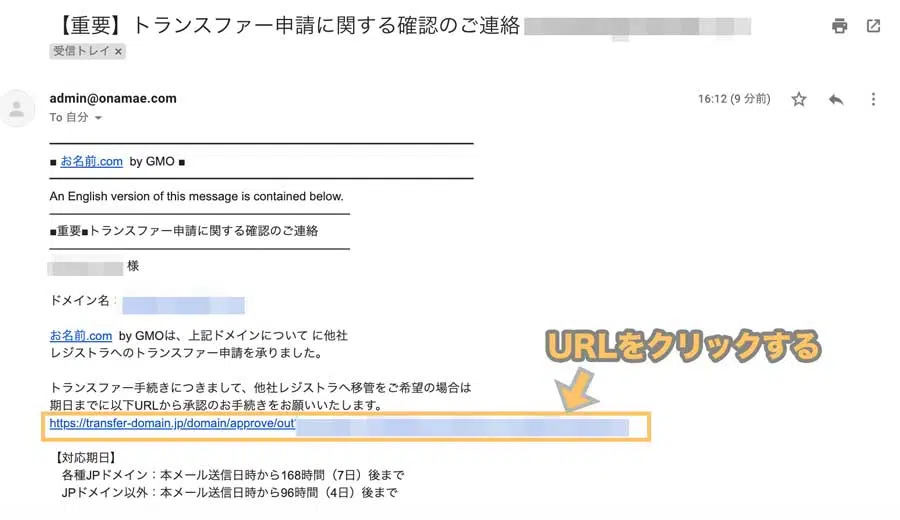 【重要】トランスファー申請に関する確認のご連絡
受信トレイ ×
admin@onamae.com
16:12 (9 分前)
To 自分
■ お名前.com by GMO ■
An English version of this message is contained below.
■重要■トランスファー申請に関する確認のご連絡
様
ドメイン名：
お名前.com by GMOは、上記ドメインについて に他社
レジストラへのトランスファー申請を承りました。
URLをクリックする
トランスファー手続きにつきまして、他社レジストラへ移管をご希望の場合は
期日までに以下URLから承認のお手続きをお願いいたします。
https://transfer-domain.jp/domain/approve/out
【対応期日】
各種JPドメイン：本メール送信日時から168時間（7日）後まで
JPドメイン以外：本メール送信日時から96時間（4日）後まで